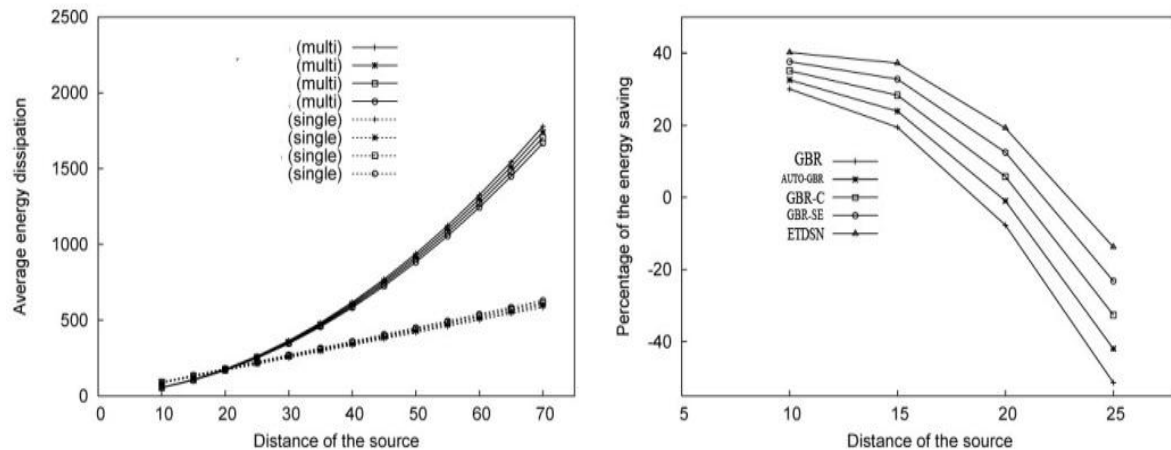 2500
2000
1500
1000
500
0
0 10 20 30 40 50 60 70
Average energy dissipation
Distance of the source
(multi)
(multi)
(multi)
(multi)
(single)
(single)
(single)
(single)
40
20
0
-20
-40
5 10 15 20 25
Percentage of the energy saving
Distance of the source
GBR
AUTO-GBR
GBR-C
GBR-SE
ETDSN